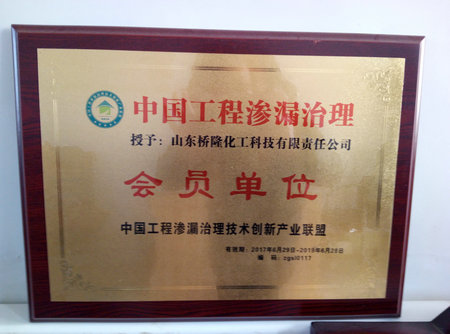 中国工程渗漏治理
授予：山东桥隆化工科技有限责任公司
会员单位
中国工程渗漏治理技术创新产业联盟
有效期：2017年6月29日-2019年6月28日
编 码：zgsl0117